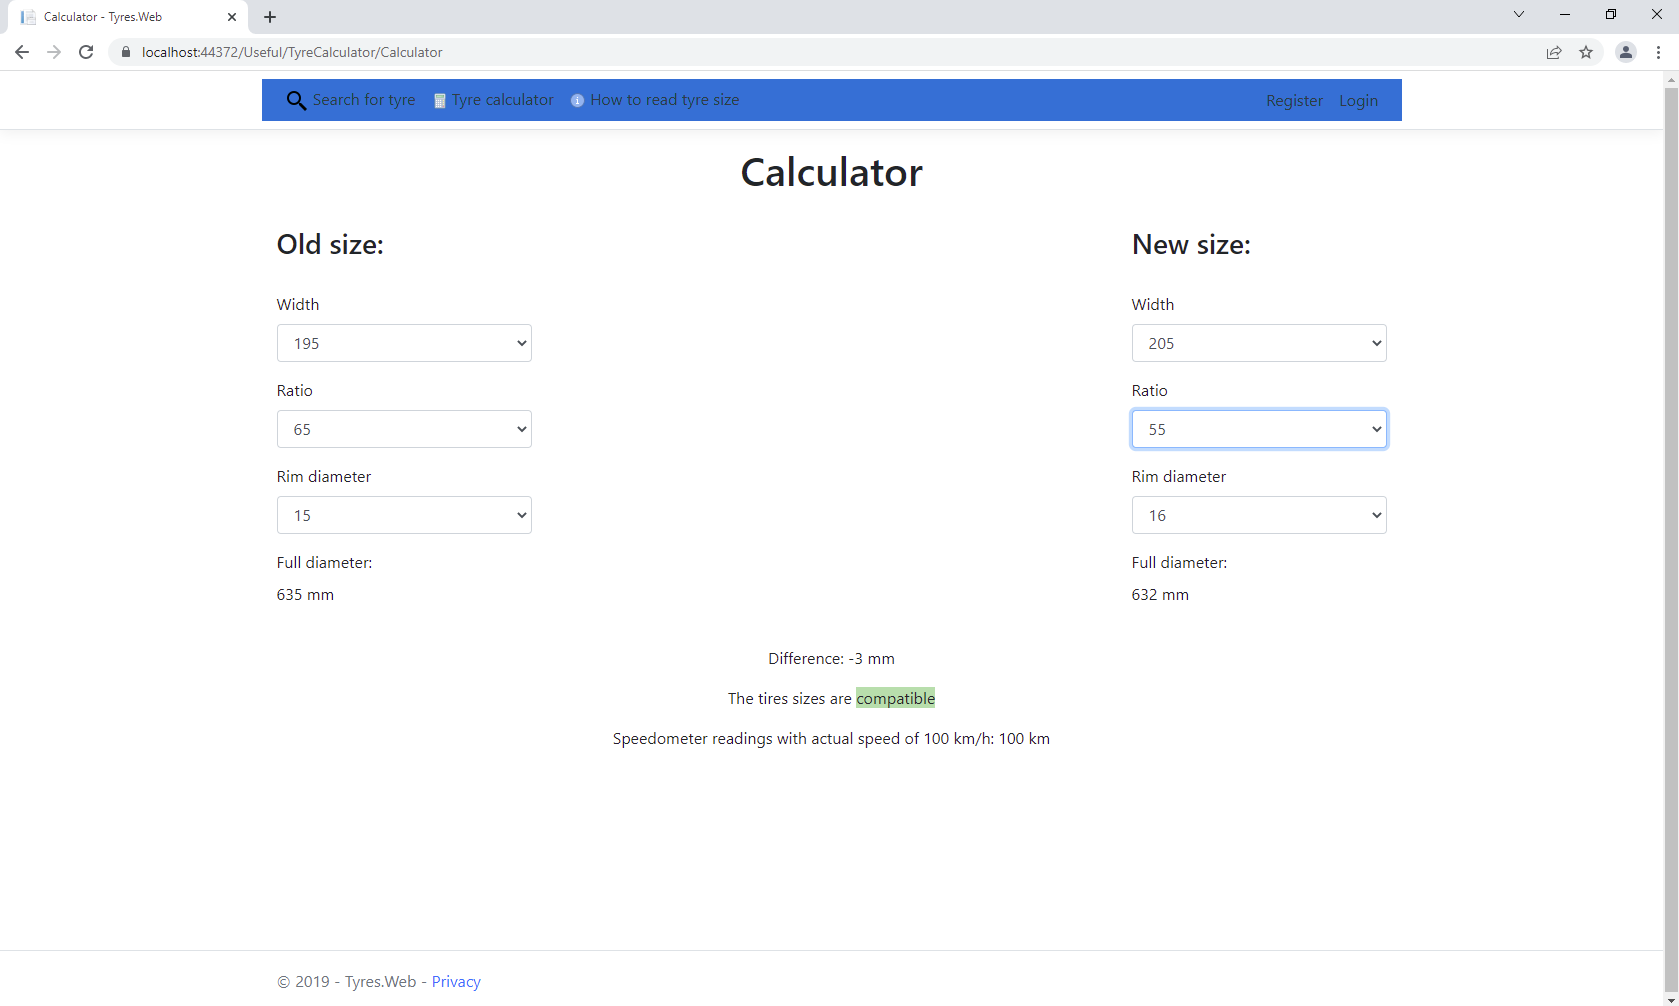 Calculator - Tyres.Web
localhost:44372/Useful/TyreCalculator/Calculator
Search for tyre Tyre calculator How to read tyre size Register Login
Calculator
Old size: New size:
Width Width
195 205
Ratio Ratio
65 55
Rim diameter Rim diameter
15 16
Full diameter: Full diameter:
635 mm 632 mm
Difference: -3 mm
The tires sizes are compatible
Speedometer readings with actual speed of 100 km/h: 100 km
© 2019 - Tyres.Web - Privacy